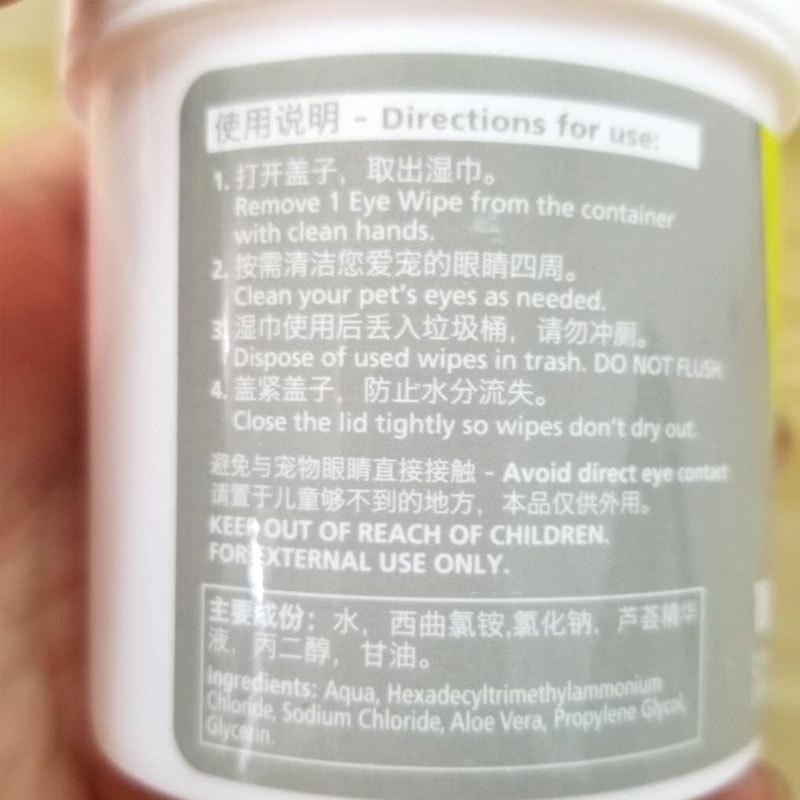 使用说明 - Directions for use:
1. 打开盖子，取出湿巾。
Remove 1 Eye Wipe from the container
with clean hands.
2. 按需清洁您爱宠的眼睛四周。
Clean your pet's eyes as needed.
3. 湿巾使用后丢入垃圾桶，请勿冲厕。
Dispose of used wipes in trash. DO NOT FLUSH
4. 盖紧盖子，防止水分流失。
Close the lid tightly so wipes don't dry out.
避免与宠物眼睛直接接触 - Avoid direct eye contact
请置于儿童够不到的地方，本品仅供外用。
KEEP OUT OF REACH OF CHILDREN.
FOR EXTERNAL USE ONLY.
主要成份：水，西曲氯铵,氯化钠，芦荟精华
液，丙二醇，甘油。
Ingredients: Aqua, Hexadecyltrimethylammonium
Chloride, Sodium Chloride, Aloe Vera, Propylene Glycol,
Glycerin.